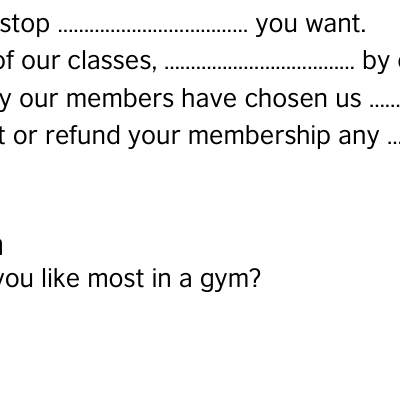 stop .................................... you want.
of our classes, .................................... by
y our members have chosen us ......
t or refund your membership any ...
you like most in a gym?